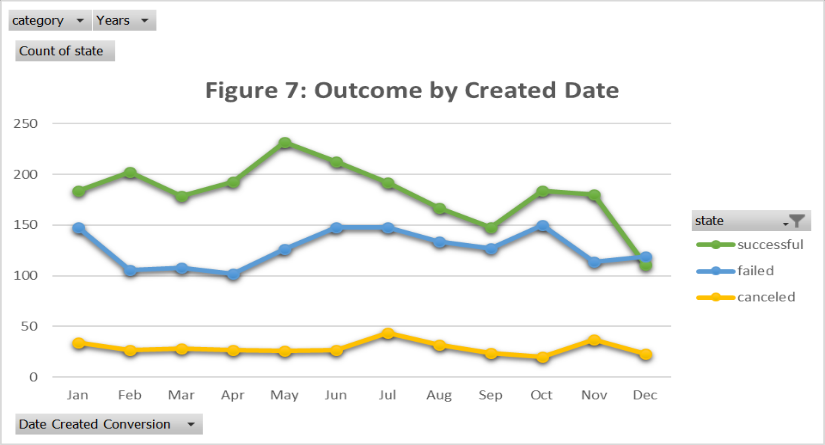 category Years
Count of state
Figure 7: Outcome by Created Date
250
200
150
100
50
0
Jan Feb Mar Apr May Jun Jul Aug Sep Oct Nov Dec
state
successful
failed
canceled
Date Created Conversion